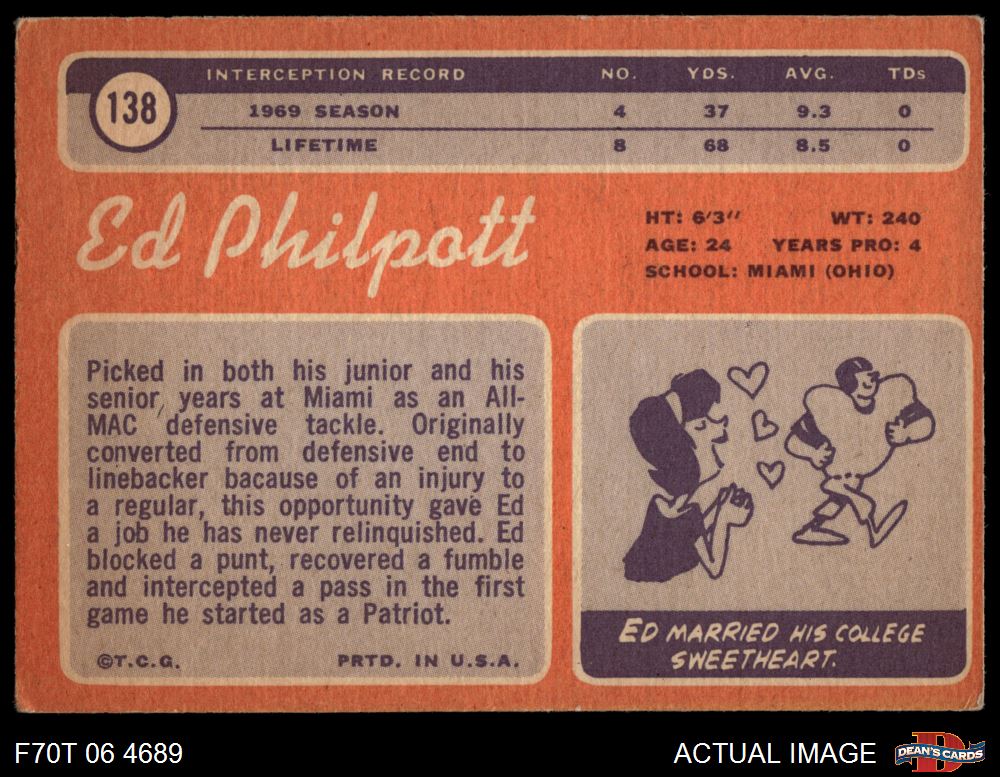 INTERCEPTION RECORD NO. YDS. AVG. TDs
138
1969 SEASON 4 37 9.3 0
LIFETIME 8 68 8.5 0
Ed Philpott
HT: 6'3" WT: 240
AGE: 24 YEARS PRO: 4
SCHOOL: MIAMI (OHIO)
Picked in both his junior and his
senior years at Miami as an All-
MAC defensive tackle. Originally
converted from defensive end to
linebacker bacause of an injury to
a regular, this opportunity gave Ed
a job he has never relinquished. Ed
blocked a punt, recovered a fumble
and intercepted a pass in the first
game he started as a Patriot.
©T.C.G. PRTD. IN U.S.A.
ED MARRIED HIS COLLEGE
SWEETHEART.
F70T 06 4689 ACTUAL IMAGE
D
DEAN'S CARDS